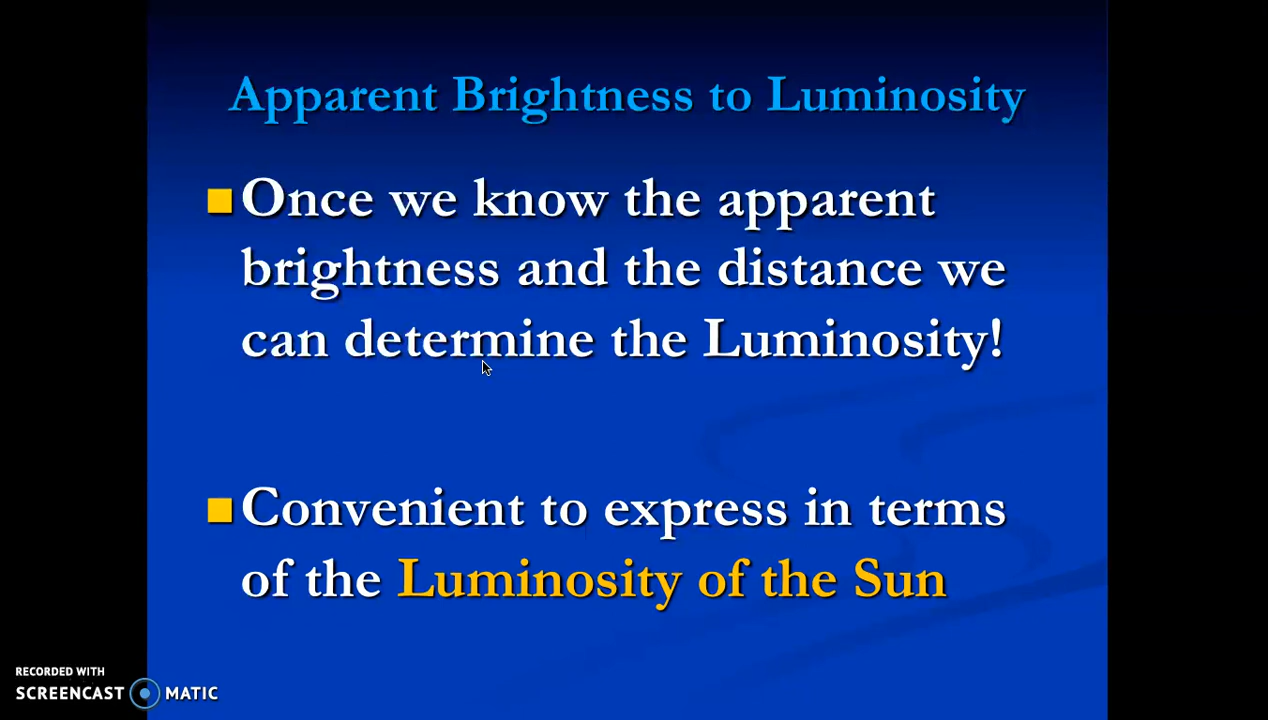 Apparent Brightness to Luminosity
Once we know the apparent
brightness and the distance we
can determine the Luminosity!
Convenient to express in terms
of the Luminosity of the Sun
RECORDED WITH
SCREENCAST MATIC